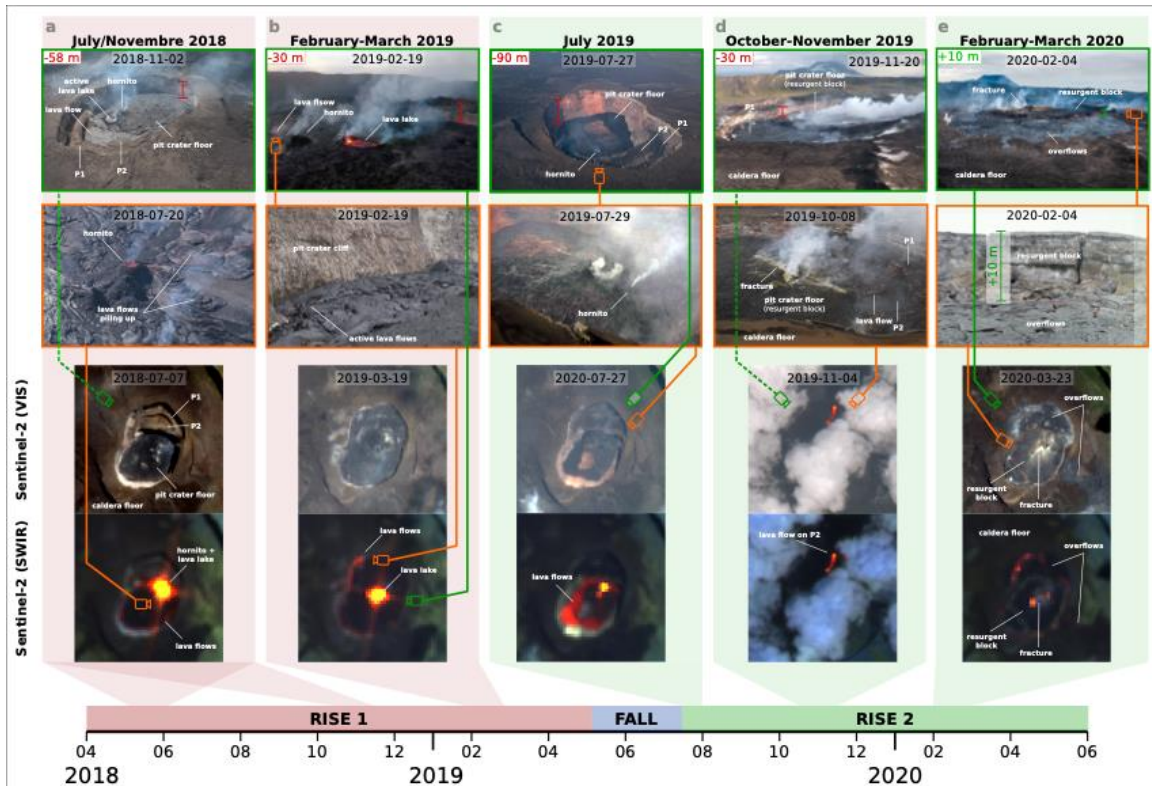 a
July/Novembre 2018
b
February-March 2019
c
July 2019
d
October-November 2019
e
February-March 2020
-58 m
2018-11-02
active
lava lake
hornito
lava flow
P1
P2
pit crater floor
-30 m
2019-02-19
lava flsow
hornito
lava lake
-90 m
2019-07-27
pit crater floor
P1
P2
hornito
-30 m
2019-11-20
pit crater floor
(resurgent block)
P1
caldera floor
+10 m
2020-02-04
fracture
resurgent block
overflows
caldera floor
2018-07-20
hornito
lava flows
piling up
2019-02-19
pit crater cliff
active lava flows
2019-07-29
hornito
2019-10-08
P1
fracture
pit crater floor
(resurgent block)
lava flow
P2
caldera floor
2020-02-04
+10 m
resurgent block
overflows
Sentinel-2 (VIS)
2018-07-07
P1
P2
pit crater floor
caldera floor
2019-03-19
2020-07-27
2019-11-04
2020-03-23
overflows
resurgent
block
fracture
Sentinel-2 (SWIR)
hornito +
lava lake
lava flows
lava flows
lava lake
lava flows
lava flow on P2
caldera floor
overflows
resurgent
block
fracture
RISE 1
FALL
RISE 2
04 06 08 10 12 02 04 06 08 10 12 02 04 06
2018 2019 2020